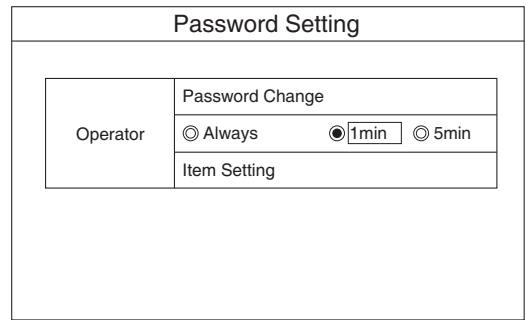 Password Setting
Password Change
Operator
Always 1min 5min
Item Setting